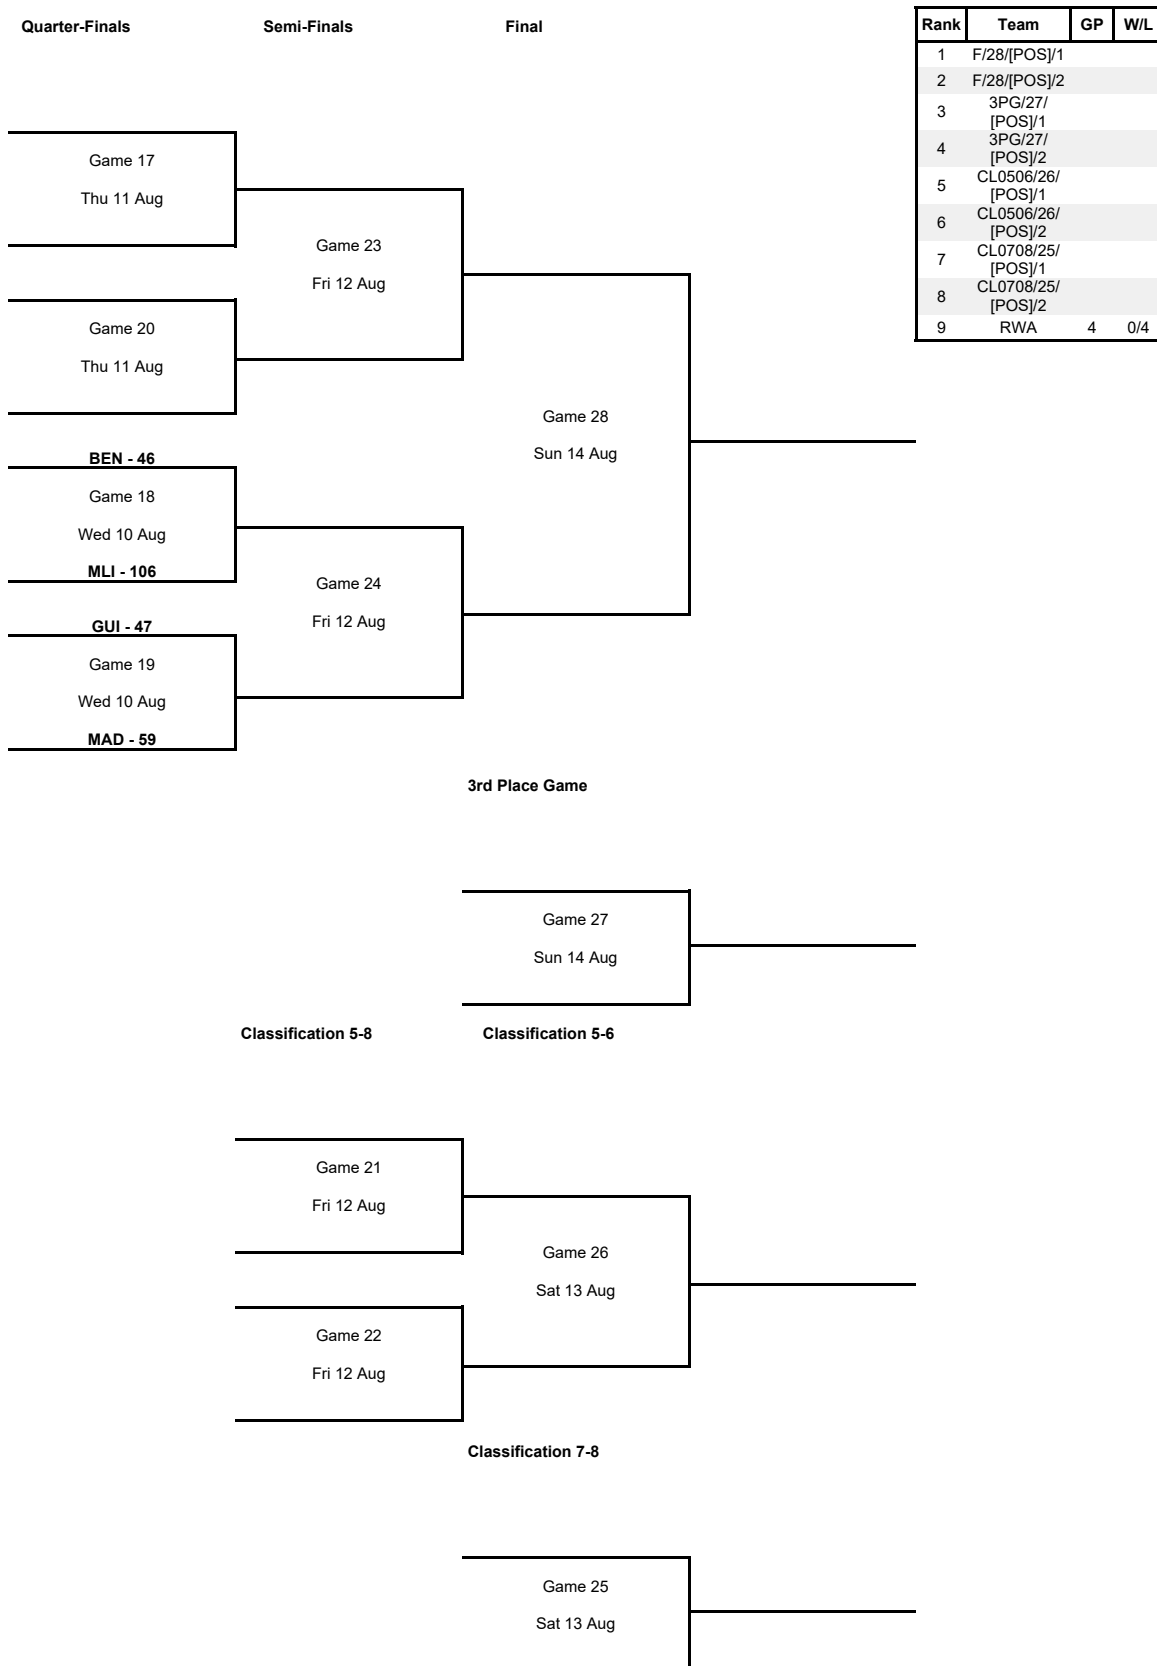 Quarter-Finals Semi-Finals Final
Rank Team GP W/L
1 F/28/[POS]/1
2 F/28/[POS]/2
3 3PG/27/
[POS]/1
4 3PG/27/
[POS]/2
5 CL0506/26/
[POS]/1
6 CL0506/26/
[POS]/2
7 CL0708/25/
[POS]/1
8 CL0708/25/
[POS]/2
9 RWA 4 0/4
Game 17
Thu 11 Aug
Game 23
Fri 12 Aug
Game 20
Thu 11 Aug
Game 28
Sun 14 Aug
BEN - 46
Game 18
Wed 10 Aug
MLI - 106
Game 24
Fri 12 Aug
GUI - 47
Game 19
Wed 10 Aug
MAD - 59
3rd Place Game
Game 27
Sun 14 Aug
Classification 5-8 Classification 5-6
Game 21
Fri 12 Aug
Game 26
Sat 13 Aug
Game 22
Fri 12 Aug
Classification 7-8
Game 25
Sat 13 Aug